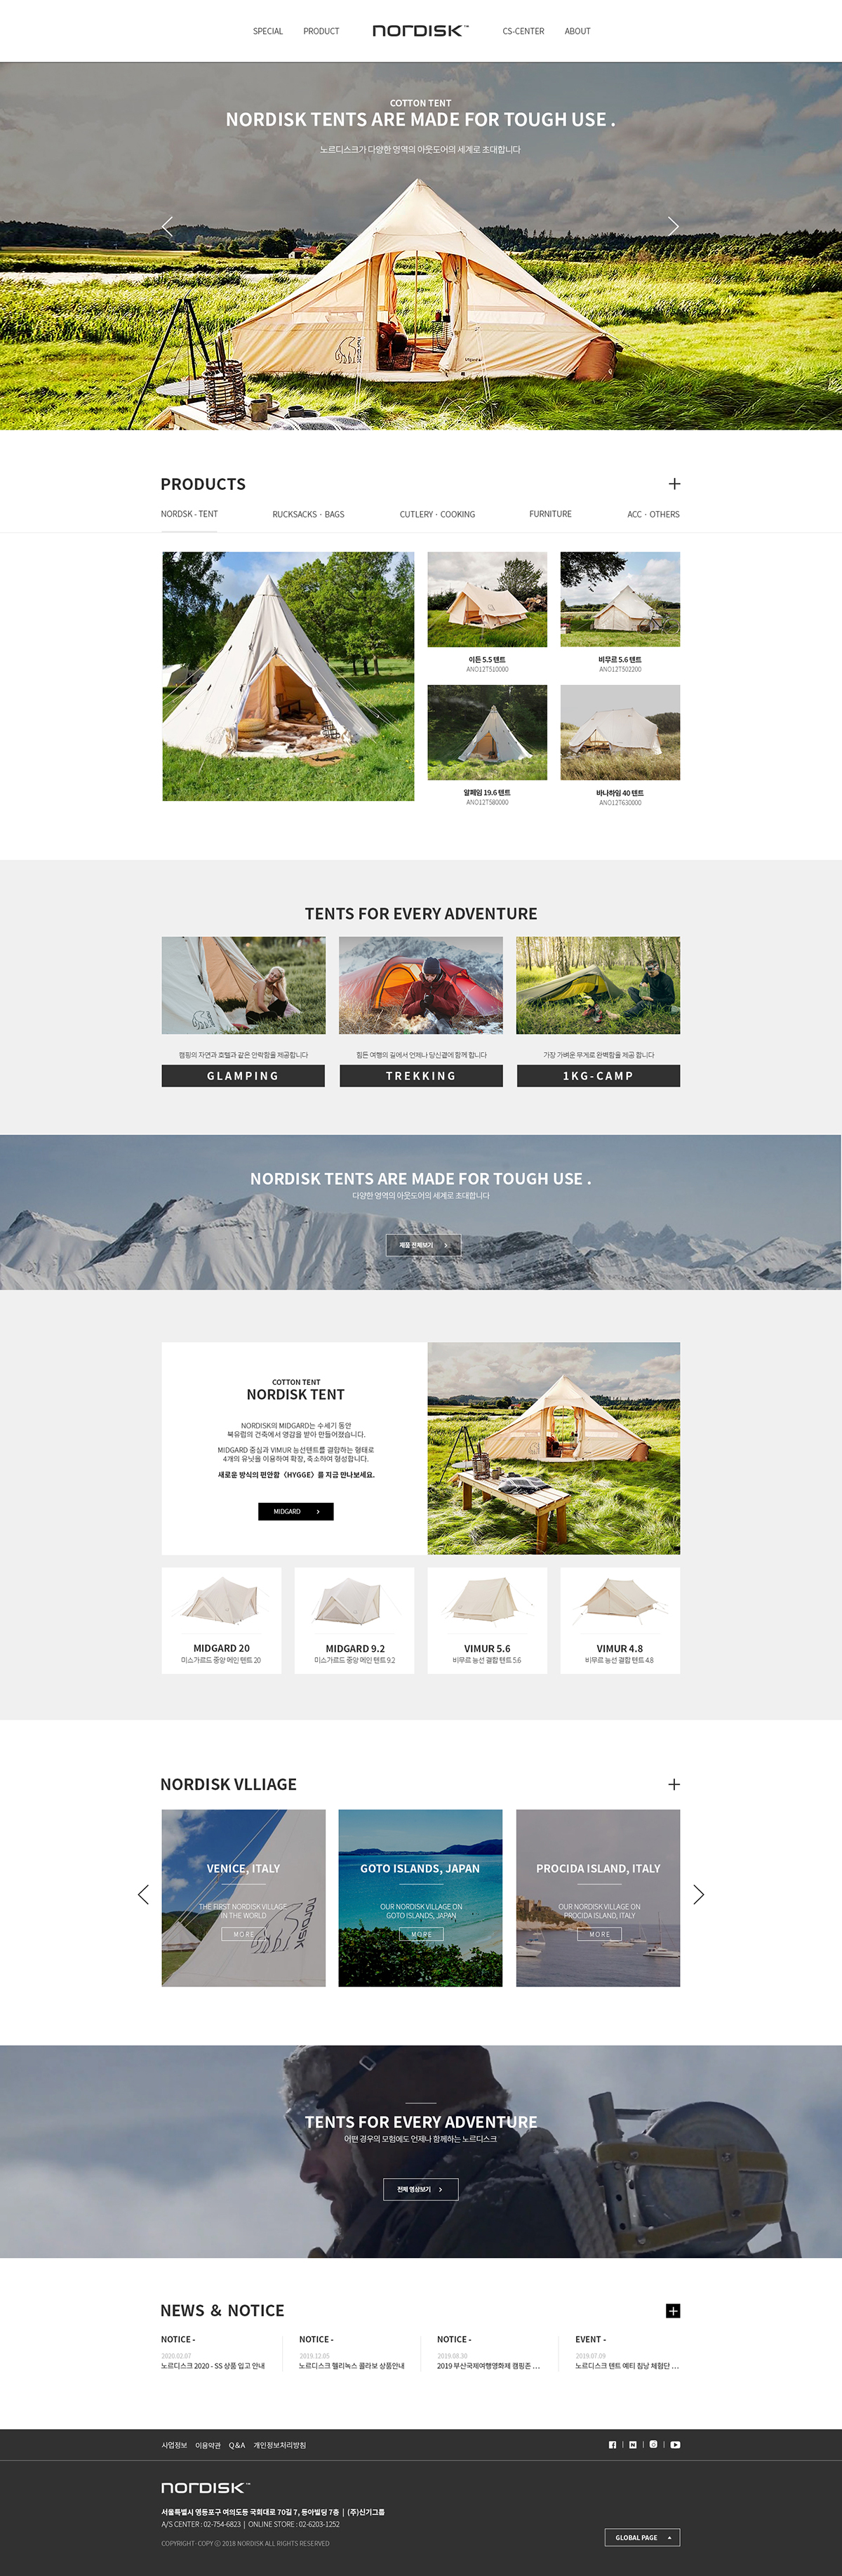 SPECIAL PRODUCT NORDISK™ CS-CENTER ABOUT
COTTON TENT
NORDISK TENTS ARE MADE FOR TOUGH USE .
노르디스크가 다양한 영역의 아웃도어의 세계로 초대합니다
PRODUCTS
NORDSK - TENT RUCKSACKS · BAGS CUTLERY · COOKING FURNITURE ACC · OTHERS
이든 5.5 텐트 비무르 5.6 텐트
ANO12T510000 ANO12T502200
알페임 19.6 텐트 바나하임 40 텐트
ANO12T580000 ANO12T630000
TENTS FOR EVERY ADVENTURE
캠핑의 자연과 호텔과 같은 안락함을 제공합니다 힘든 여행의 길에서 언제나 당신곁에 함께 합니다 가장 가벼운 무게로 완벽함을 제공 합니다
GLAMPING TREKKING 1KG-CAMP
NORDISK TENTS ARE MADE FOR TOUGH USE .
다양한 영역의 아웃도어의 세계로 초대합니다
제품 전체보기
COTTON TENT
NORDISK TENT
NORDISK의 MIDGARD는 수세기 동안
북유럽의 건축에서 영감을 받아 만들어졌습니다.
MIDGARD 중심과 VIMUR 능선텐트를 결합하는 형태로
4개의 유닛을 이용하여 확장, 축소하여 형성합니다.
새로운 방식의 편안함〈HYGGE〉를 지금 만나보세요.
MIDGARD
MIDGARD 20 MIDGARD 9.2 VIMUR 5.6 VIMUR 4.8
미스가르드 중앙 메인 텐트 20 미스가르드 중앙 메인 텐트 9.2 비무르 능선 결합 텐트 5.6 비무르 능선 결합 텐트 4.8
NORDISK VLLIAGE
VENICE, ITALY GOTO ISLANDS, JAPAN PROCIDA ISLAND, ITALY
THE FIRST NORDISK VILLAGE OUR NORDISK VILLAGE ON OUR NORDISK VILLAGE ON
IN THE WORLD GOTO ISLANDS, JAPAN PROCIDA ISLAND, ITALY
MORE MORE MORE
NORDISK
TENTS FOR EVERY ADVENTURE
어떤 경우의 모험에도 언제나 함께하는 노르디스크
전체 영상보기
NEWS & NOTICE
NOTICE - NOTICE - NOTICE - EVENT -
2020.02.07 2019.12.05 2019.08.30 2019.07.09
노르디스크 2020 - SS 상품 입고 안내 노르디스크 헬리녹스 콜라보 상품안내 2019 부산국제여행영화제 캠핑존 ... 노르디스크 텐트 예티 침낭 체험단 ...
사업정보 이용약관 Q&A 개인정보처리방침
NORDISK™
서울특별시 영등포구 여의도동 국회대로 70길 7, 동아빌딩 7층 | (주)신기그룹
A/S CENTER : 02-754-6823 | ONLINE STORE : 02-6203-1252
GLOBAL PAGE
COPYRIGHT- COPY ⓒ 2018 NORDISK ALL RIGHTS RESERVED